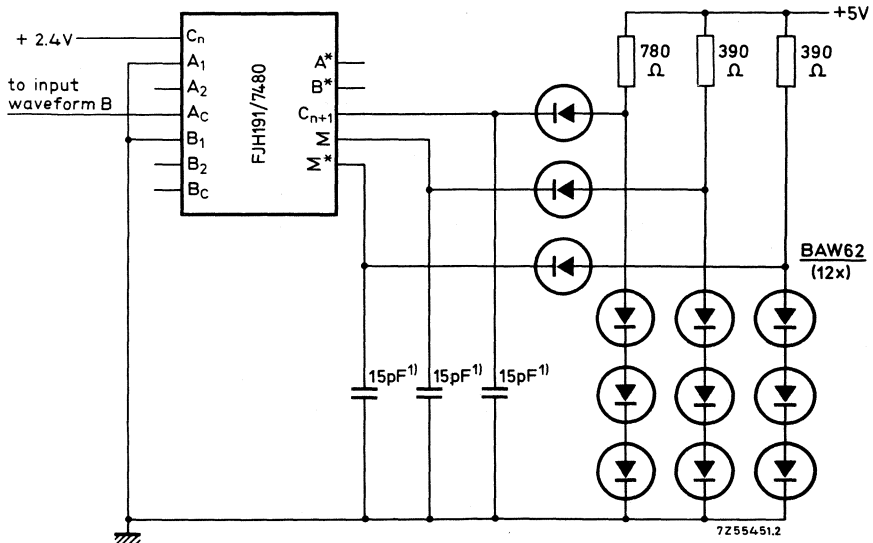 +5V
+ 2.4V
Cn
A1
A2
to input
waveform B
AC
B1
B2
BC
FJH191/7480
A*
B*
Cn+1
M
M*
780
Ω
390
Ω
390
Ω
BAW62
(12x)
15pF1)
15pF1)
15pF1)
7Z55451.2